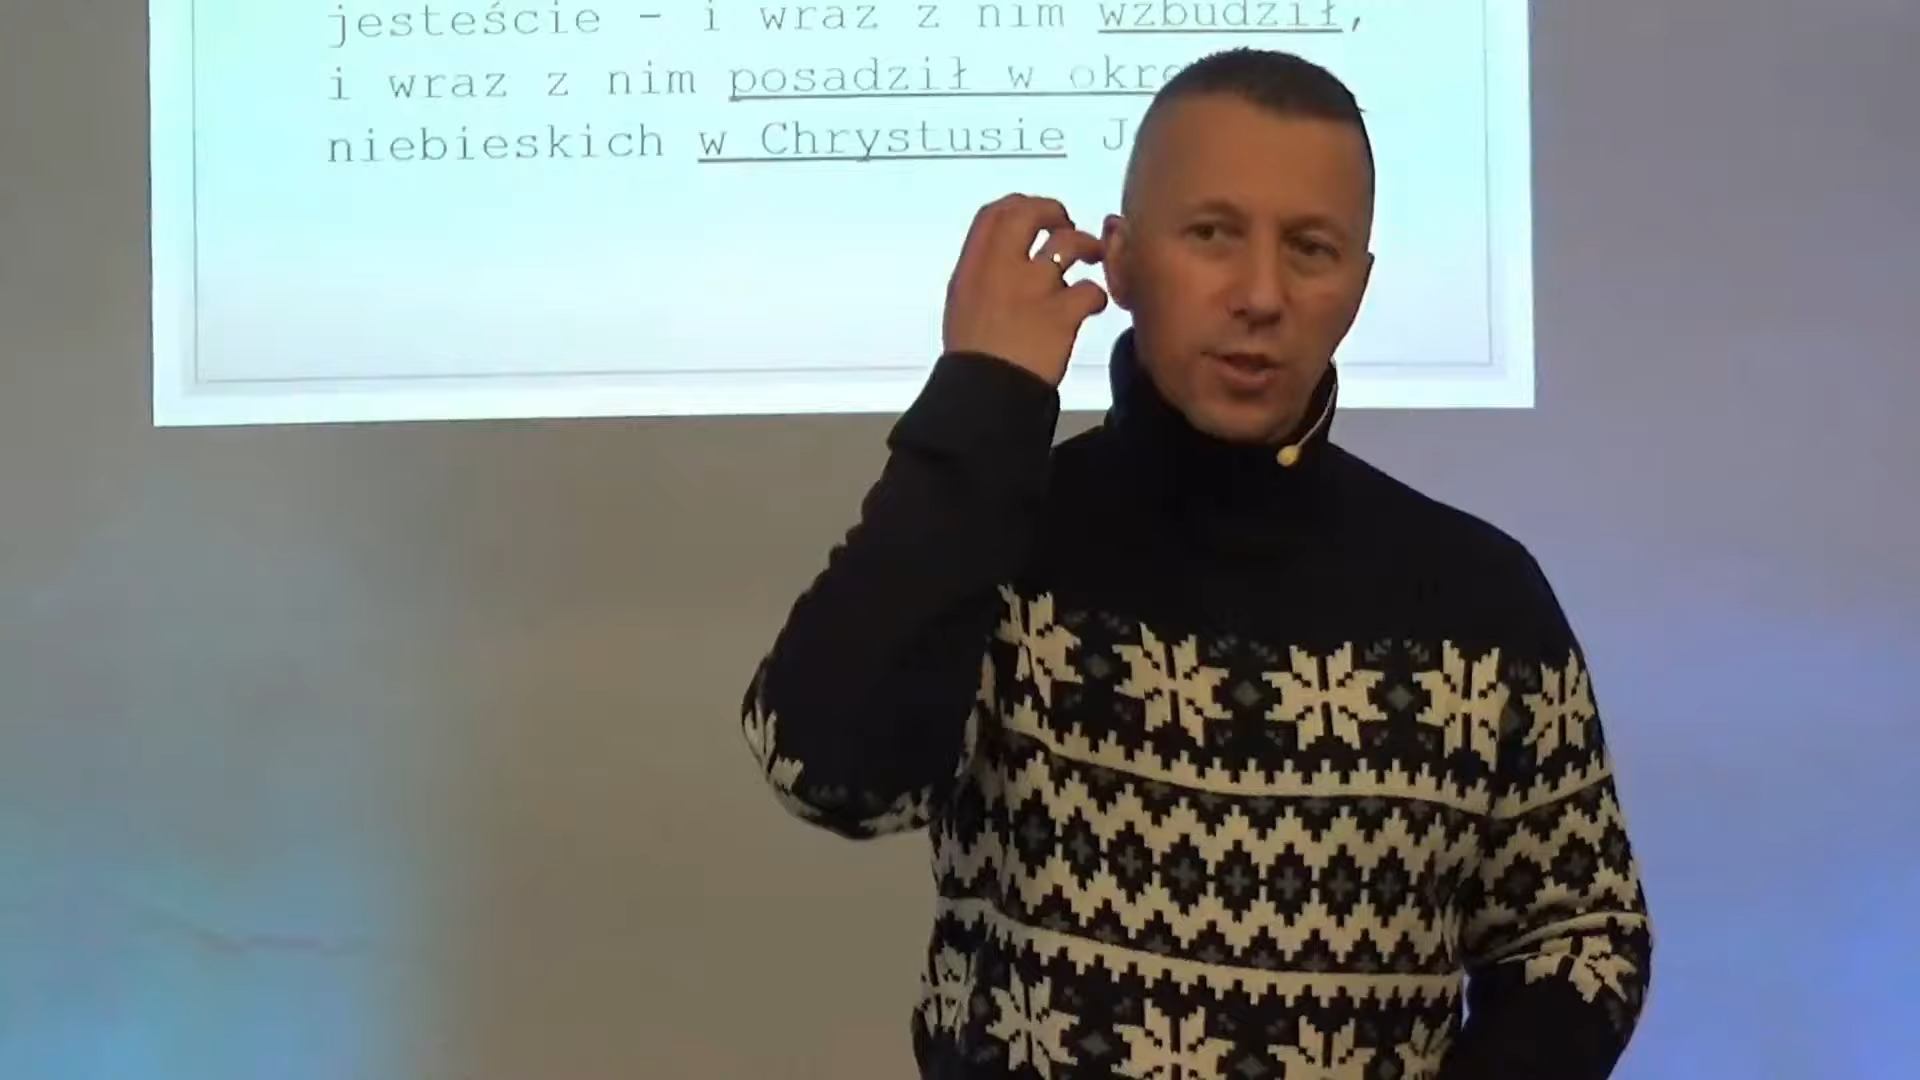 jesteście - i wraz z nim wzbudził,
i wraz z nim posadził w
niebieskich w Chrystusie